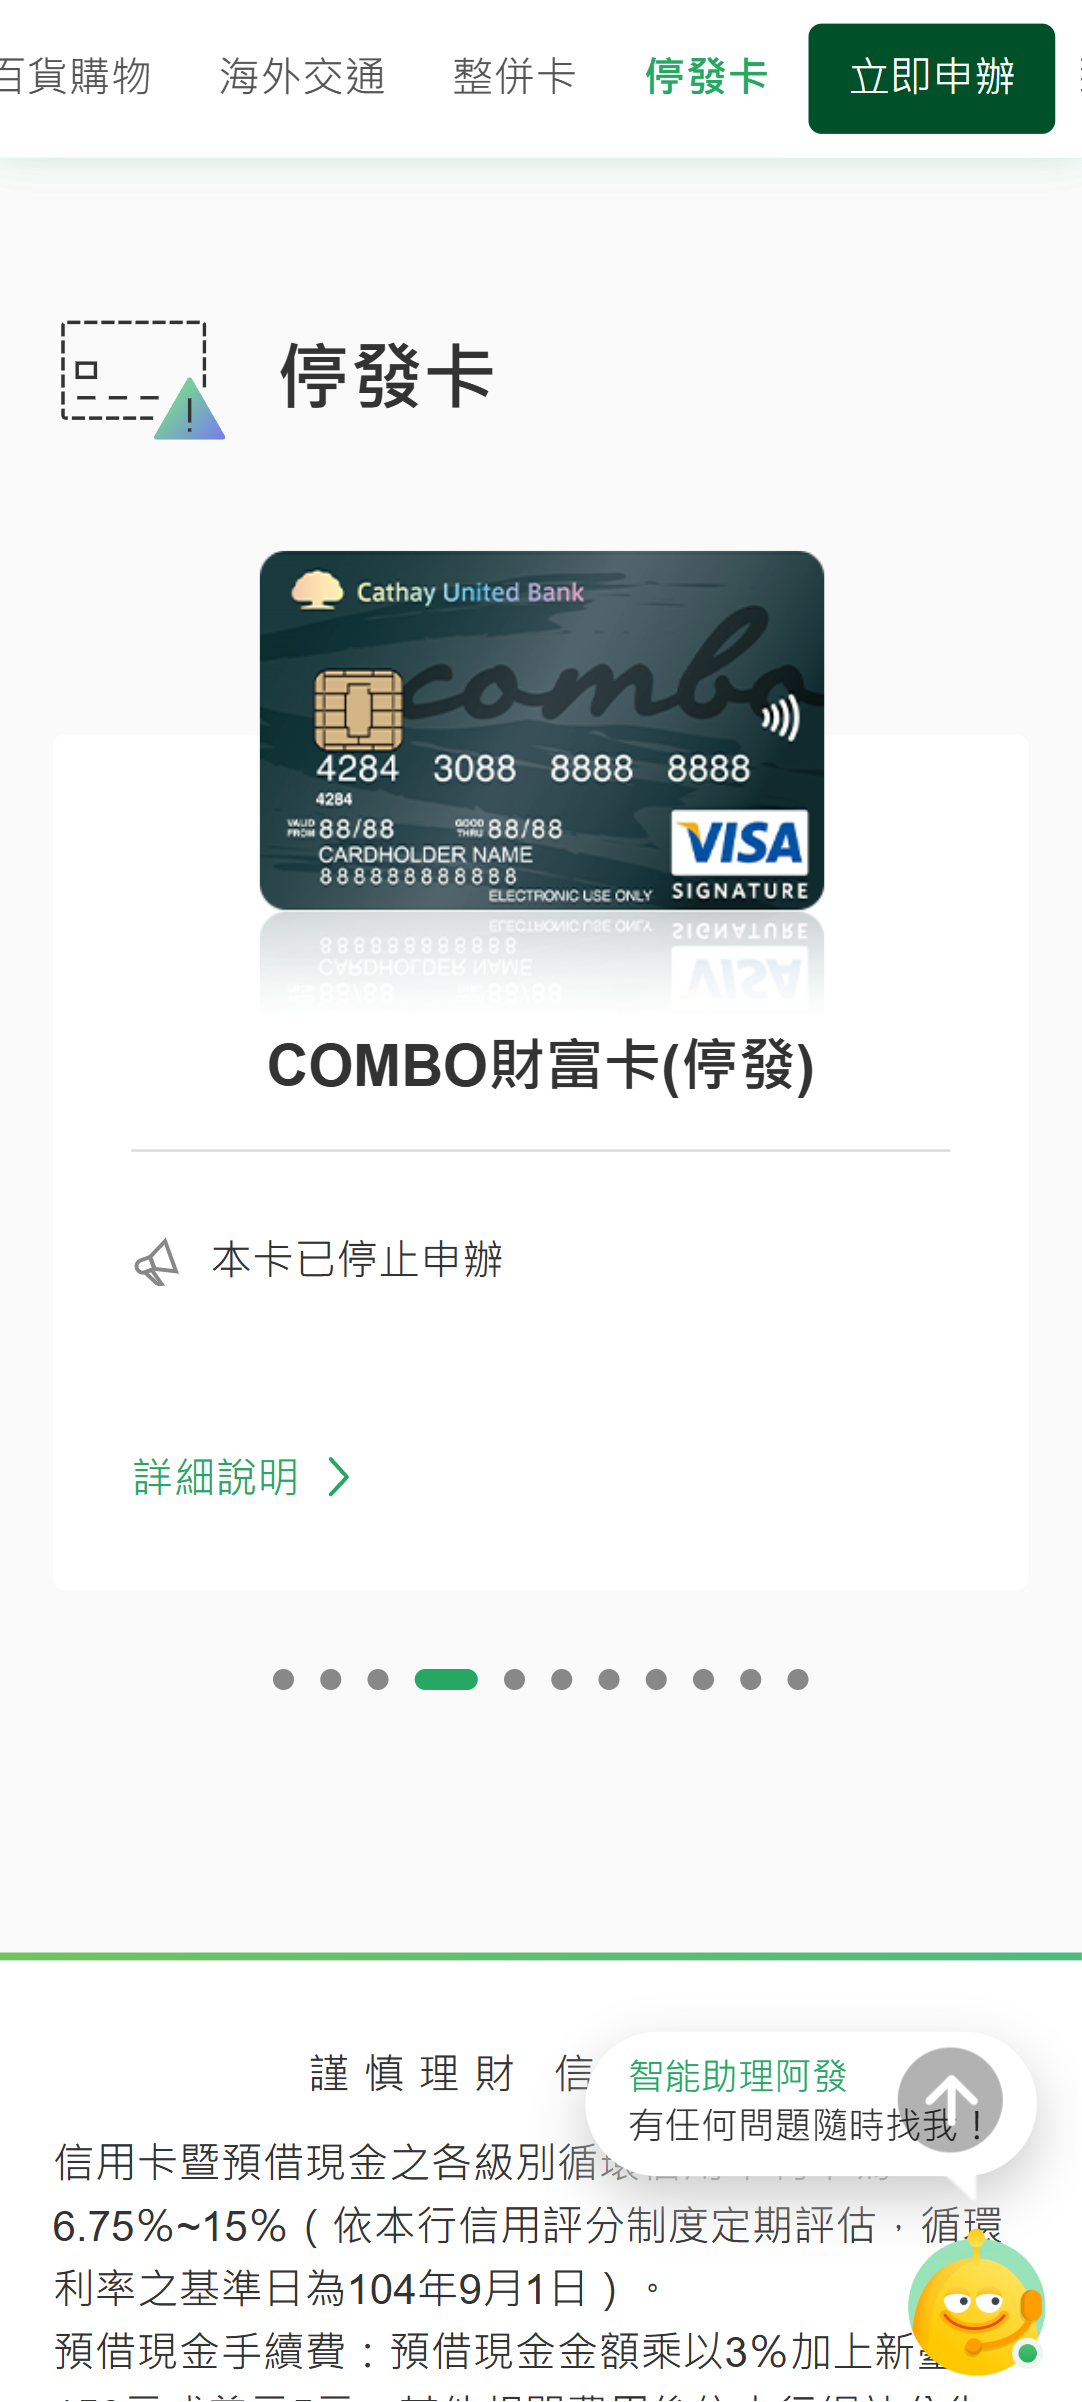 百貨購物 海外交通 整併卡 停發卡 立即申辦
停發卡
Cathay United Bank
combo
4284 3088 8888 8888
4284
VALID FROM 88/88 GOOD THRU 88/88
CARDHOLDER NAME
888888888888
ELECTRONIC USE ONLY
VISA
SIGNATURE
COMBO財富卡(停發)
本卡已停止申辦
詳細說明
謹慎理財 信
智能助理阿發
有任何問題隨時找我！
信用卡暨預借現金之各級別循
6.75%~15%（依本行信用評分制度定期評估，循環
利率之基準日為104年9月1日）。
預借現金手續費：預借現金金額乘以3%加上新臺